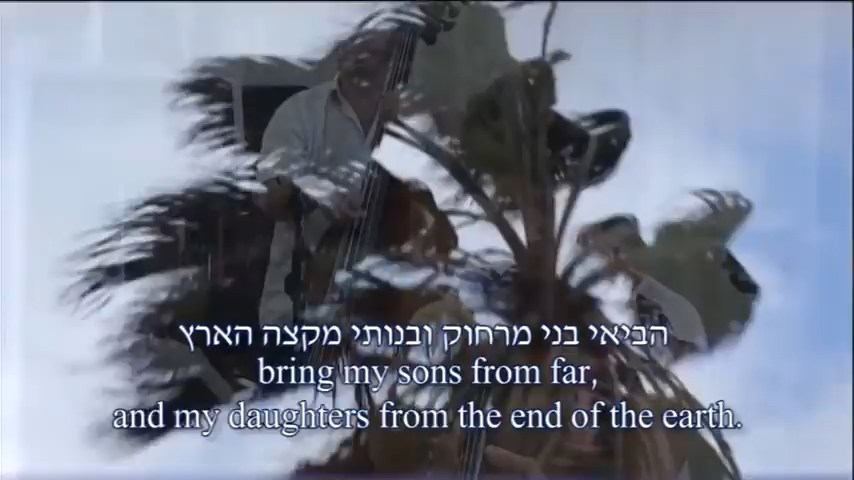 הביאי בני מרחוק ובנותי מקצה הארץ
bring my sons from far,
and my daughters from the end of the earth.